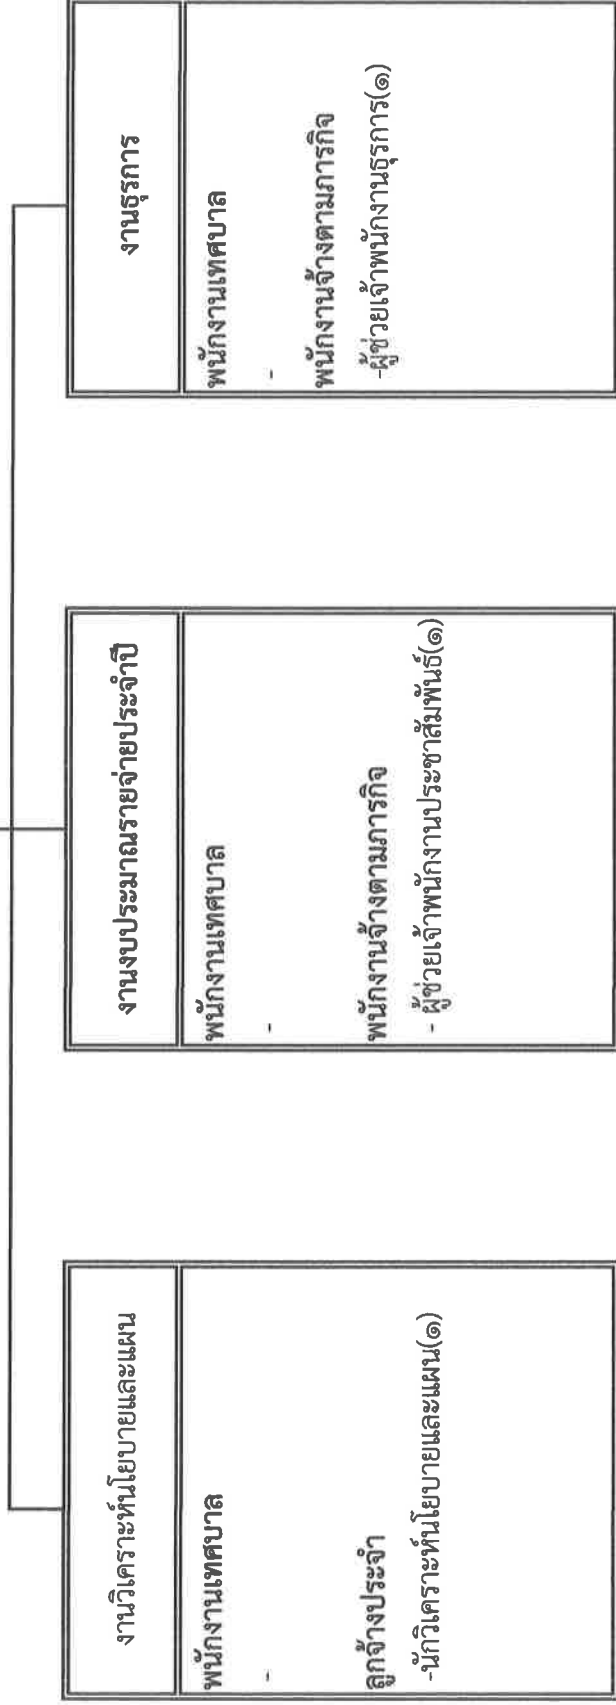 งานวิเคราะห์นโยบายและแผน
พนักงานเทศบาล
-
ลูกจ้างประจำ
-นักวิเคราะห์นโยบายและแผน(๑)
งานงบประมาณรายจ่ายประจำปี
พนักงานเทศบาล
-
พนักงานจ้างตามภารกิจ
- ผู้ช่วยเจ้าพนักงานประชาสัมพันธ์(๑)
งานธุรการ
พนักงานเทศบาล
-
พนักงานจ้างตามภารกิจ
-ผู้ช่วยเจ้าพนักงานธุรการ(๑)